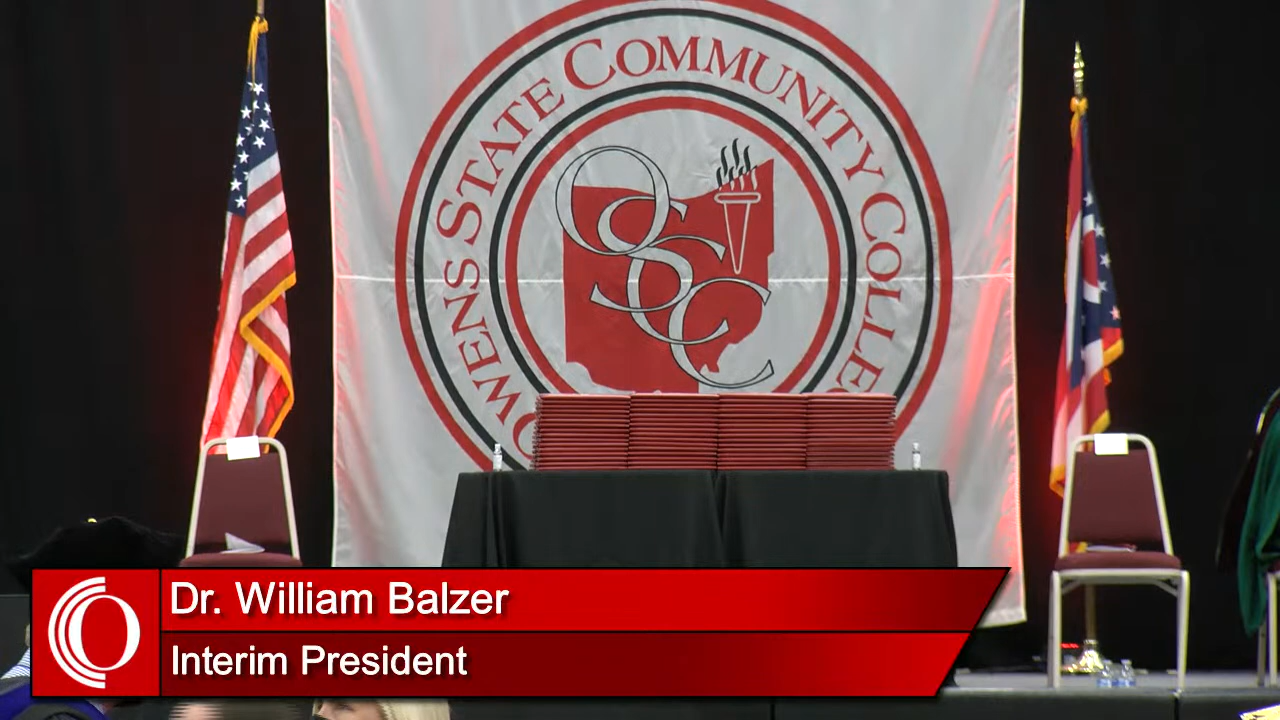 OWENS STATE COMMUNITY COLLEGE
OSC
Dr. William Balzer
Interim President